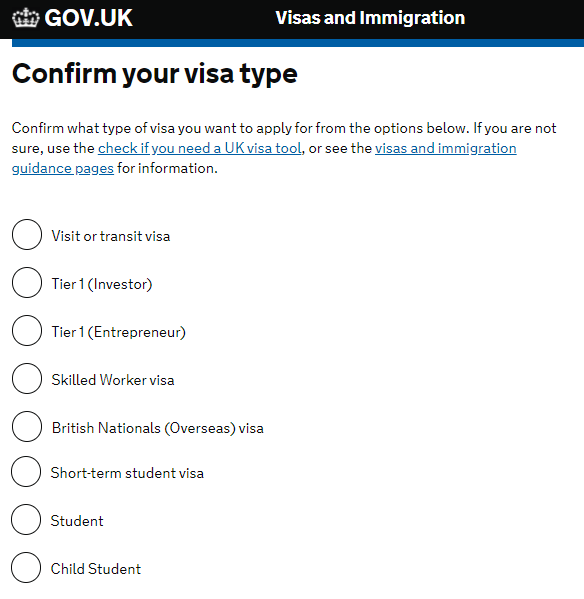 GOV.UK
Visas and Immigration
Confirm your visa type
Confirm what type of visa you want to apply for from the options below. If you are not
sure, use the check if you need a UK visa tool, or see the visas and immigration
guidance pages for information.
Visit or transit visa
Tier 1 (Investor)
Tier 1 (Entrepreneur)
Skilled Worker visa
British Nationals (Overseas) visa
Short-term student visa
Student
Child Student